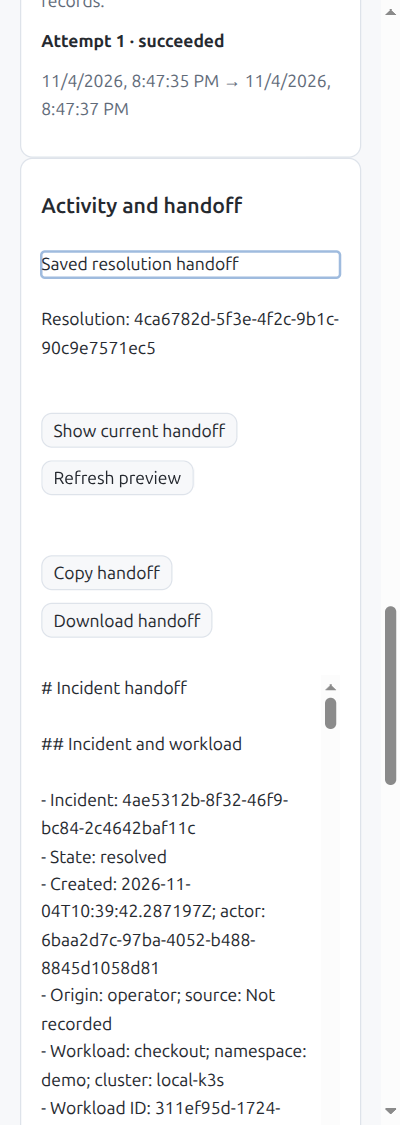 records.
Attempt 1 · succeeded
11/4/2026, 8:47:35 PM → 11/4/2026,
8:47:37 PM
Activity and handoff
Saved resolution handoff
Resolution: 4ca6782d-5f3e-4f2c-9b1c-
90c9e7571ec5
Show current handoff
Refresh preview
Copy handoff
Download handoff
# Incident handoff
## Incident and workload
- Incident: 4ae5312b-8f32-46f9-
bc84-2c4642baf11c
- State: resolved
- Created: 2026-11-
04T10:39:42.287197Z; actor:
6baa2d7c-97ba-4052-b488-
8845d1058d81
- Origin: operator; source: Not
recorded
- Workload: checkout; namespace:
demo; cluster: local-k3s
- Workload ID: 311ef95d-1724-